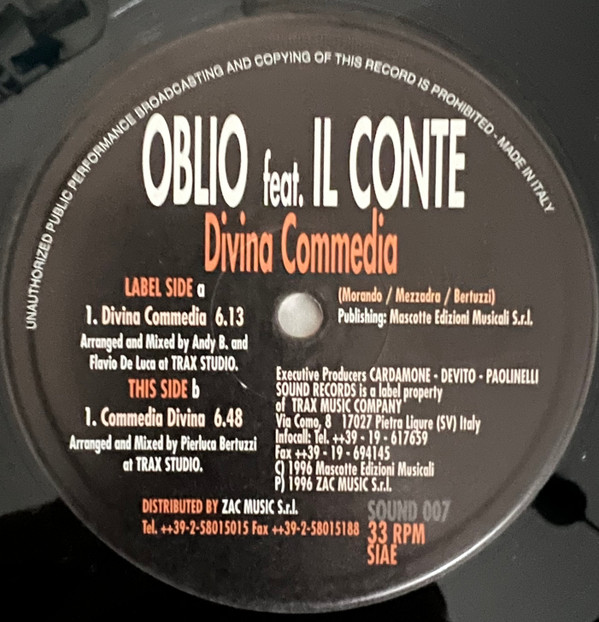 UNAUTHORIZED PUBLIC PERFORMANCE BROADCASTING AND COPYING OF THIS RECORD IS PROHIBITED - MADE IN ITALY
OBLIO feat. IL CONTE
Divina Commedia
LABEL SIDE a
1. Divina Commedia 6.13
Arranged and Mixed by Andy B. and
Flavio De Luca at TRAX STUDIO.
THIS SIDE b
1. Commedia Divina 6.48
Arranged and Mixed by Pierluca Bertuzzi
at TRAX STUDIO.
(Morando / Mezzadra / Bertuzzi)
Publishing: Mascotte Edizioni Musicali S.r.l.
Executive Producers CARDAMONE - DEVITO - PAOLINELLI
SOUND RECORDS is a label property
of TRAX MUSIC COMPANY
Via Como, 8 17027 Pietra Ligure (SV) Italy
Infocall: Tel. ++39 - 19 - 617659
Fax ++39 - 19 - 694145
C) 1996 Mascotte Edizioni Musicali
P) 1996 ZAC MUSIC S.r.l.
DISTRIBUTED BY ZAC MUSIC S.r.l.
Tel. ++39-2-58015015 Fax ++39-2-58015188
SOUND 007
33 RPM
SIAE